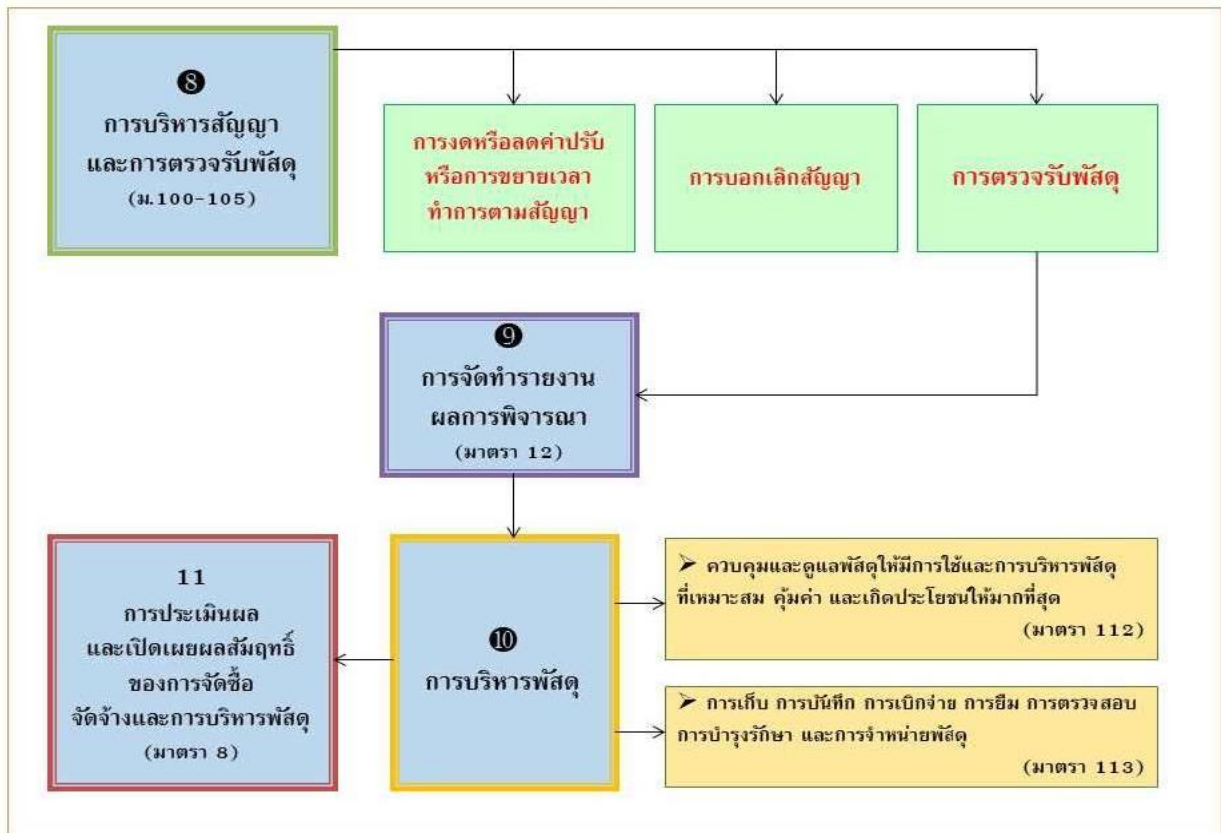 ❽
การบริหารสัญญา
และการตรวจรับพัสดุ
(ม.100-105)
การงดหรือลดค่าปรับ
หรือการขยายเวลา
ทำการตามสัญญา
การบอกเลิกสัญญา
การตรวจรับพัสดุ
❾
การจัดทำรายงาน
ผลการพิจารณา
(มาตรา 12)
❿
การบริหารพัสดุ
➢ ควบคุมและดูแลพัสดุให้มีการใช้และการบริหารพัสดุ
ที่เหมาะสม คุ้มค่า และเกิดประโยชน์ให้มากที่สุด
(มาตรา 112)
➢ การเก็บ การบันทึก การเบิกจ่าย การยืม การตรวจสอบ
การบำรุงรักษา และการจำหน่ายพัสดุ
(มาตรา 113)
11
การประเมินผล
และเปิดเผยผลสัมฤทธิ์
ของการจัดซื้อ
จัดจ้างและการบริหารพัสดุ
(มาตรา 8)